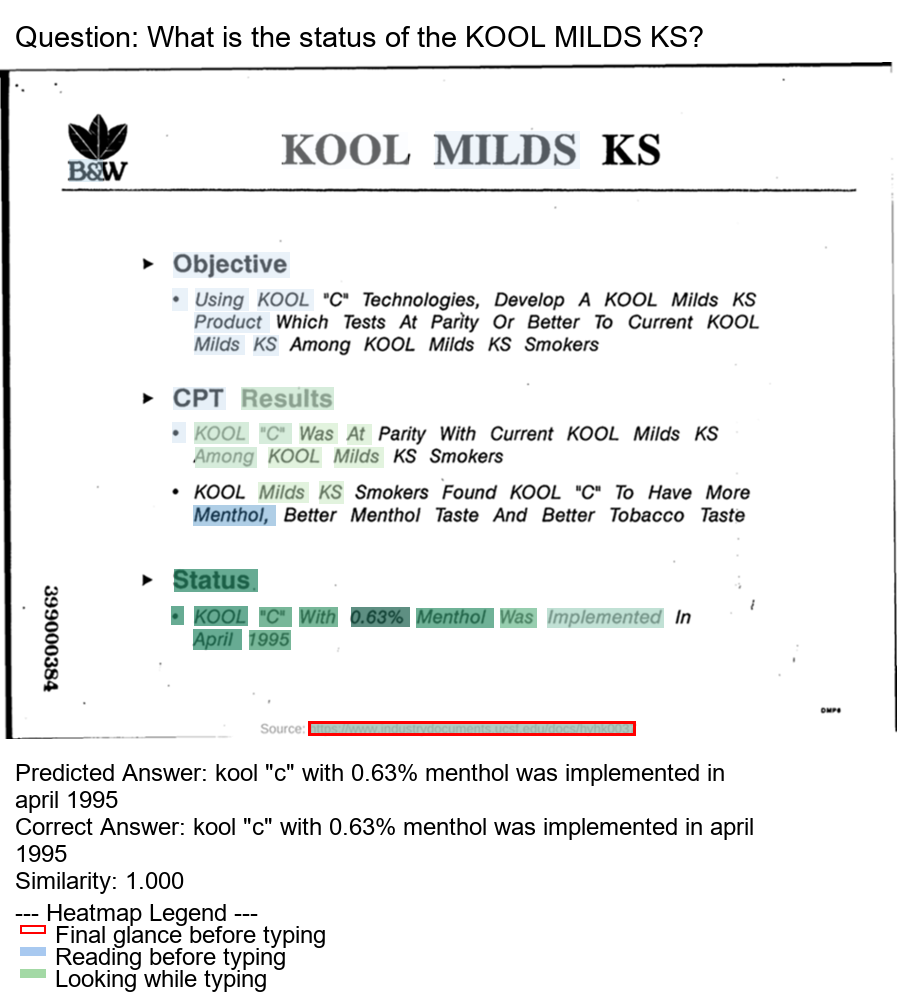 Question: What is the status of the KOOL MILDS KS?
B&W
KOOL MILDS KS
► Objective
• Using KOOL "C" Technologies, Develop A KOOL Milds KS
Product Which Tests At Parity Or Better To Current KOOL
Milds KS Among KOOL Milds KS Smokers
► CPT Results
• KOOL "C" Was At Parity With Current KOOL Milds KS
Among KOOL Milds KS Smokers
• KOOL Milds KS Smokers Found KOOL "C" To Have More
Menthol, Better Menthol Taste And Better Tobacco Taste
► Status
• KOOL "C" With 0.63% Menthol Was Implemented In
April 1995
399000384
Source:
Predicted Answer: kool "c" with 0.63% menthol was implemented in
april 1995
Correct Answer: kool "c" with 0.63% menthol was implemented in april
1995
Similarity: 1.000
--- Heatmap Legend ---
Final glance before typing
Reading before typing
Looking while typing